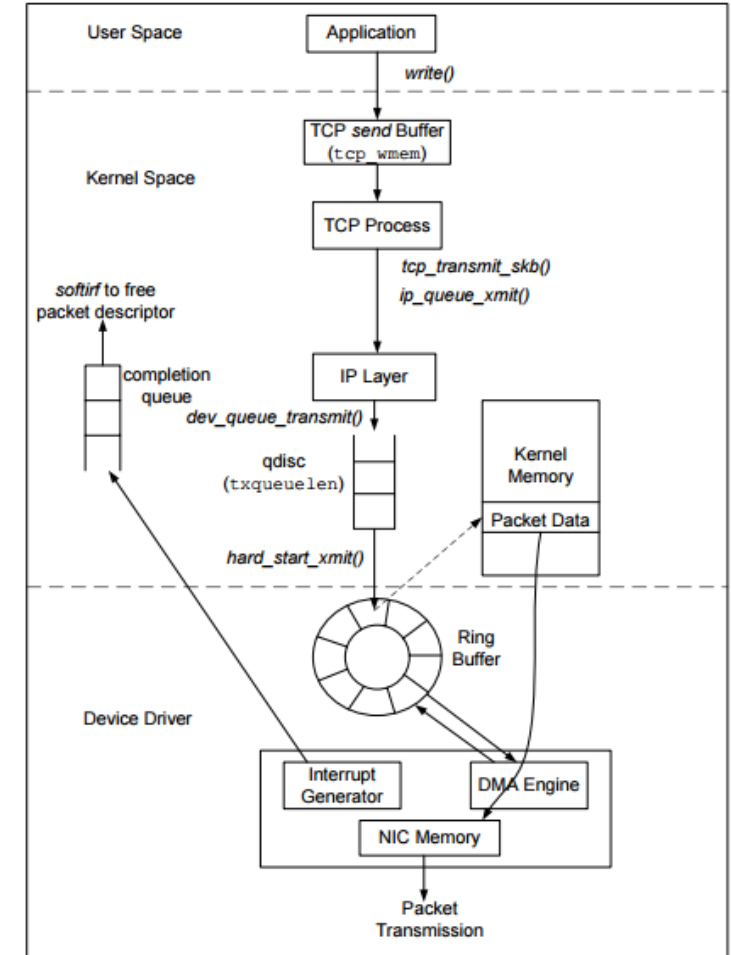 User Space
Application
write()
TCP send Buffer
(tcp_wmem)
Kernel Space
TCP Process
tcp_transmit_skb()
ip_queue_xmit()
softirf to free
packet descriptor
completion
queue
IP Layer
dev_queue_transmit()
qdisc
(txqueuelen)
Kernel
Memory
Packet Data
hard_start_xmit()
Ring
Buffer
Device Driver
Interrupt
Generator
DMA Engine
NIC Memory
Packet
Transmission